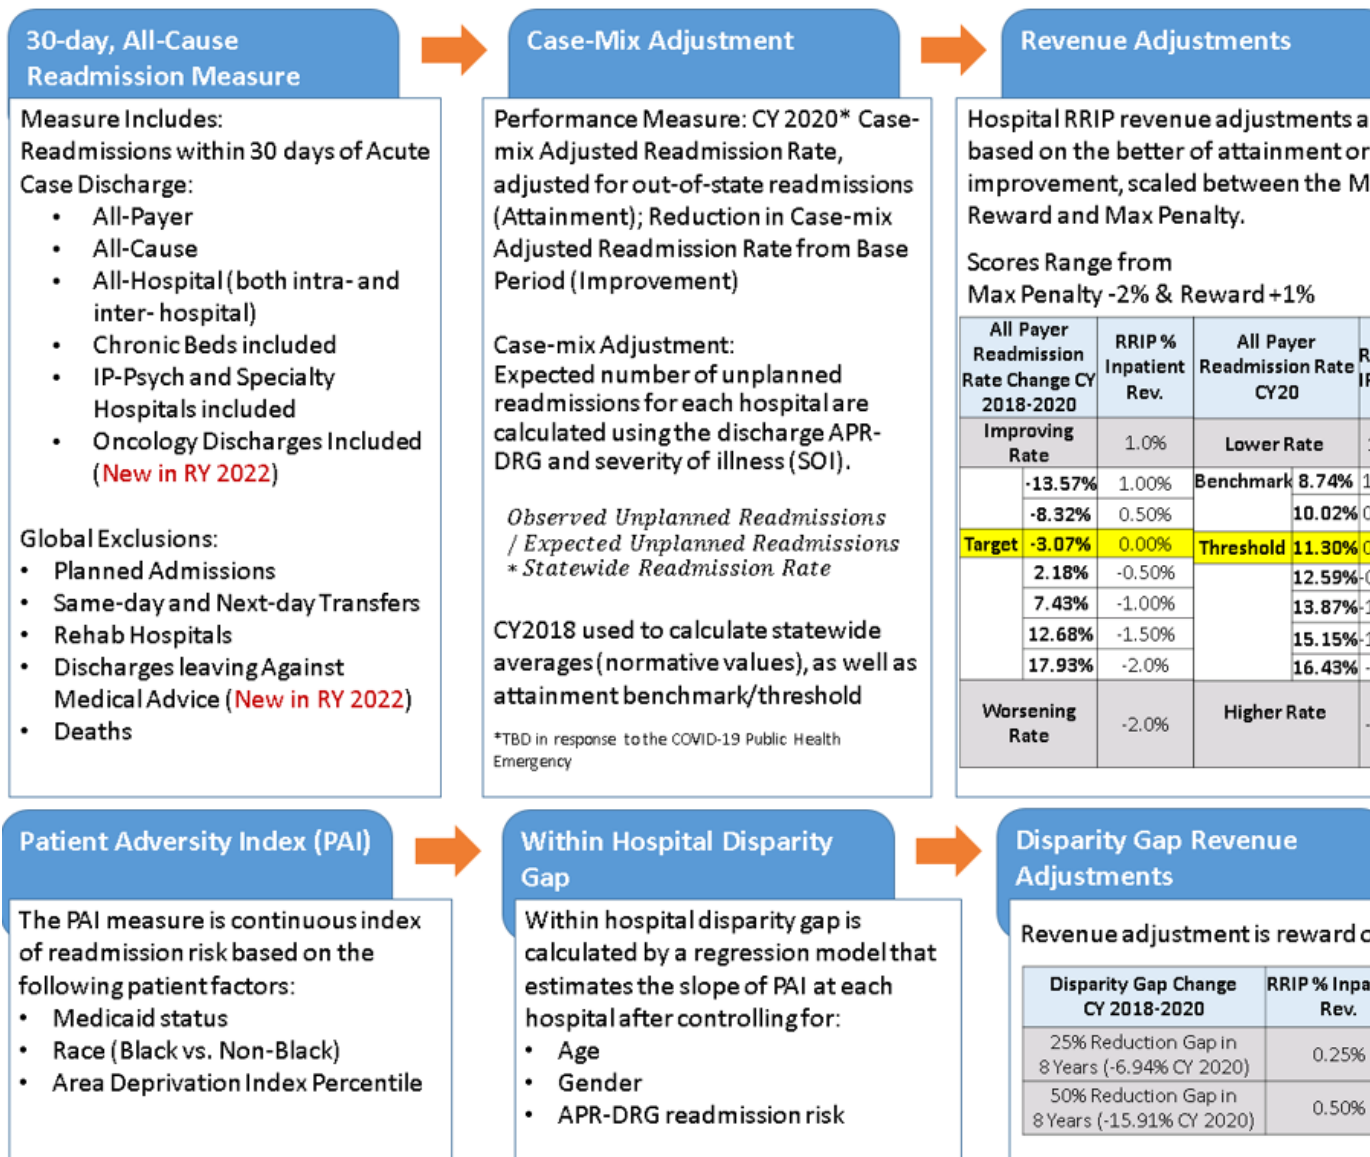 30-day, All-Cause
Readmission Measure
Measure Includes:
Readmissions within 30 days of Acute
Case Discharge:
• All-Payer
• All-Cause
• All-Hospital (both intra- and
inter- hospital)
• Chronic Beds included
• IP-Psych and Specialty
Hospitals included
• Oncology Discharges Included
(New in RY 2022)
Global Exclusions:
• Planned Admissions
• Same-day and Next-day Transfers
• Rehab Hospitals
• Discharges leaving Against
Medical Advice (New in RY 2022)
• Deaths
Case-Mix Adjustment
Performance Measure: CY 2020* Case-
mix Adjusted Readmission Rate,
adjusted for out-of-state readmissions
(Attainment); Reduction in Case-mix
Adjusted Readmission Rate from Base
Period (Improvement)
Case-mix Adjustment:
Expected number of unplanned
readmissions for each hospital are
calculated using the discharge APR-
DRG and severity of illness (SOI).
Observed Unplanned Readmissions
/ Expected Unplanned Readmissions
* Statewide Readmission Rate
CY2018 used to calculate statewide
averages (normative values), as well as
attainment benchmark/threshold
*TBD in response to the COVID-19 Public Health
Emergency
Revenue Adjustments
Hospital RRIP revenue adjustments a
based on the better of attainment or
improvement, scaled between the M
Reward and Max Penalty.
Scores Range from
Max Penalty -2% & Reward +1%
All Payer
Readmission
Rate Change CY
2018-2020
RRIP %
Inpatient
Rev.
All Payer
Readmission Rate
CY20
Improving
Rate
1.0%
Lower Rate
-13.57% 1.00% Benchmark 8.74%
-8.32% 0.50% 10.02%
Target -3.07% 0.00% Threshold 11.30%
2.18% -0.50% 12.59%
7.43% -1.00% 13.87%
12.68% -1.50% 15.15%
17.93% -2.0% 16.43%
Worsening
Rate
-2.0%
Higher Rate
Patient Adversity Index (PAI)
The PAI measure is continuous index
of readmission risk based on the
following patient factors:
• Medicaid status
• Race (Black vs. Non-Black)
• Area Deprivation Index Percentile
Within Hospital Disparity
Gap
Within hospital disparity gap is
calculated by a regression model that
estimates the slope of PAI at each
hospital after controlling for:
• Age
• Gender
• APR-DRG readmission risk
Disparity Gap Revenue
Adjustments
Revenue adjustment is reward o
Disparity Gap Change
CY 2018-2020
RRIP % Inpa
Rev.
25% Reduction Gap in
8 Years (-6.94% CY 2020)
0.25%
50% Reduction Gap in
8 Years (-15.91% CY 2020)
0.50%